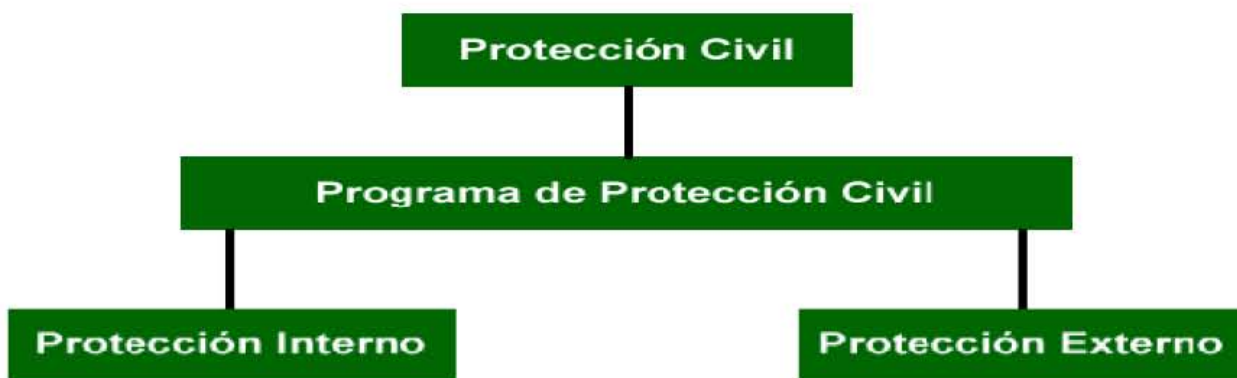 Protección Civil
Programa de Protección Civil
Protección Interno
Protección Externo